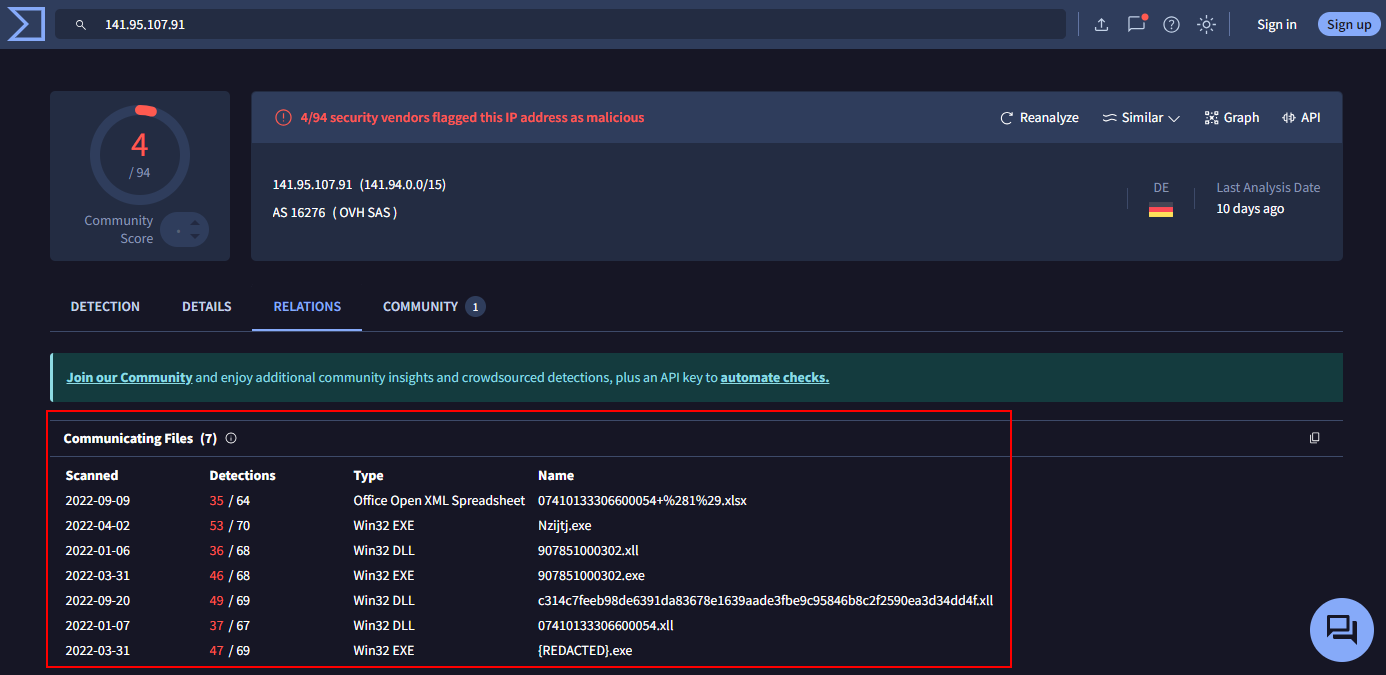 141.95.107.91
Sign in
Sign up
4
/ 94
Community
Score
4/94 security vendors flagged this IP address as malicious
Reanalyze
Similar
Graph
API
141.95.107.91 (141.94.0.0/15)
AS 16276 ( OVH SAS )
DE
Last Analysis Date
10 days ago
DETECTION DETAILS RELATIONS COMMUNITY 1
Join our Community and enjoy additional community insights and crowdsourced detections, plus an API key to automate checks.
Communicating Files (7)
Scanned Detections Type Name
2022-09-09 35 / 64 Office Open XML Spreadsheet 07410133306600054+%281%29.xlsx
2022-04-02 53 / 70 Win32 EXE Nzijtj.exe
2022-01-06 36 / 68 Win32 DLL 907851000302.xll
2022-03-31 46 / 68 Win32 EXE 907851000302.exe
2022-09-20 49 / 69 Win32 DLL c314c7feeb98de6391da83678e1639aade3fbe9c95846b8c2f2590ea3d34dd4f.xll
2022-01-07 37 / 67 Win32 DLL 07410133306600054.xll
2022-03-31 47 / 69 Win32 EXE {REDACTED}.exe